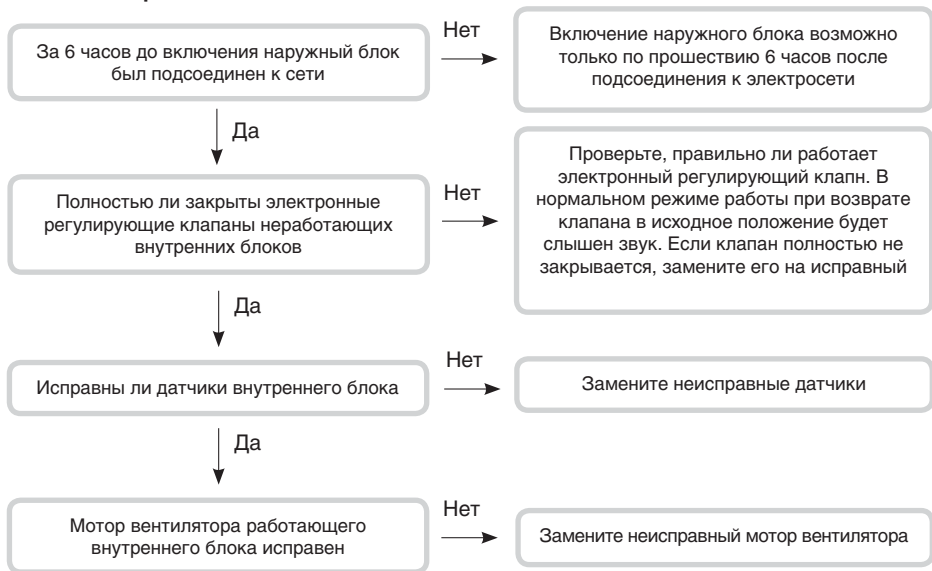 За 6 часов до включения наружный блок
был подсоединен к сети
Нет
Включение наружного блока возможно
только по прошествию 6 часов после
подсоединения к электросети
Да
Полностью ли закрыты электронные
регулирующие клапаны неработающих
внутренних блоков
Нет
Проверьте, правильно ли работает
электронный регулирующий клапн. В
нормальном режиме работы при возврате
клапана в исходное положение будет
слышен звук. Если клапан полностью не
закрывается, замените его на исправный
Да
Исправны ли датчики внутреннего блока
Нет
Замените неисправные датчики
Да
Мотор вентилятора работающего
внутреннего блока исправен
Нет
Замените неисправный мотор вентилятора